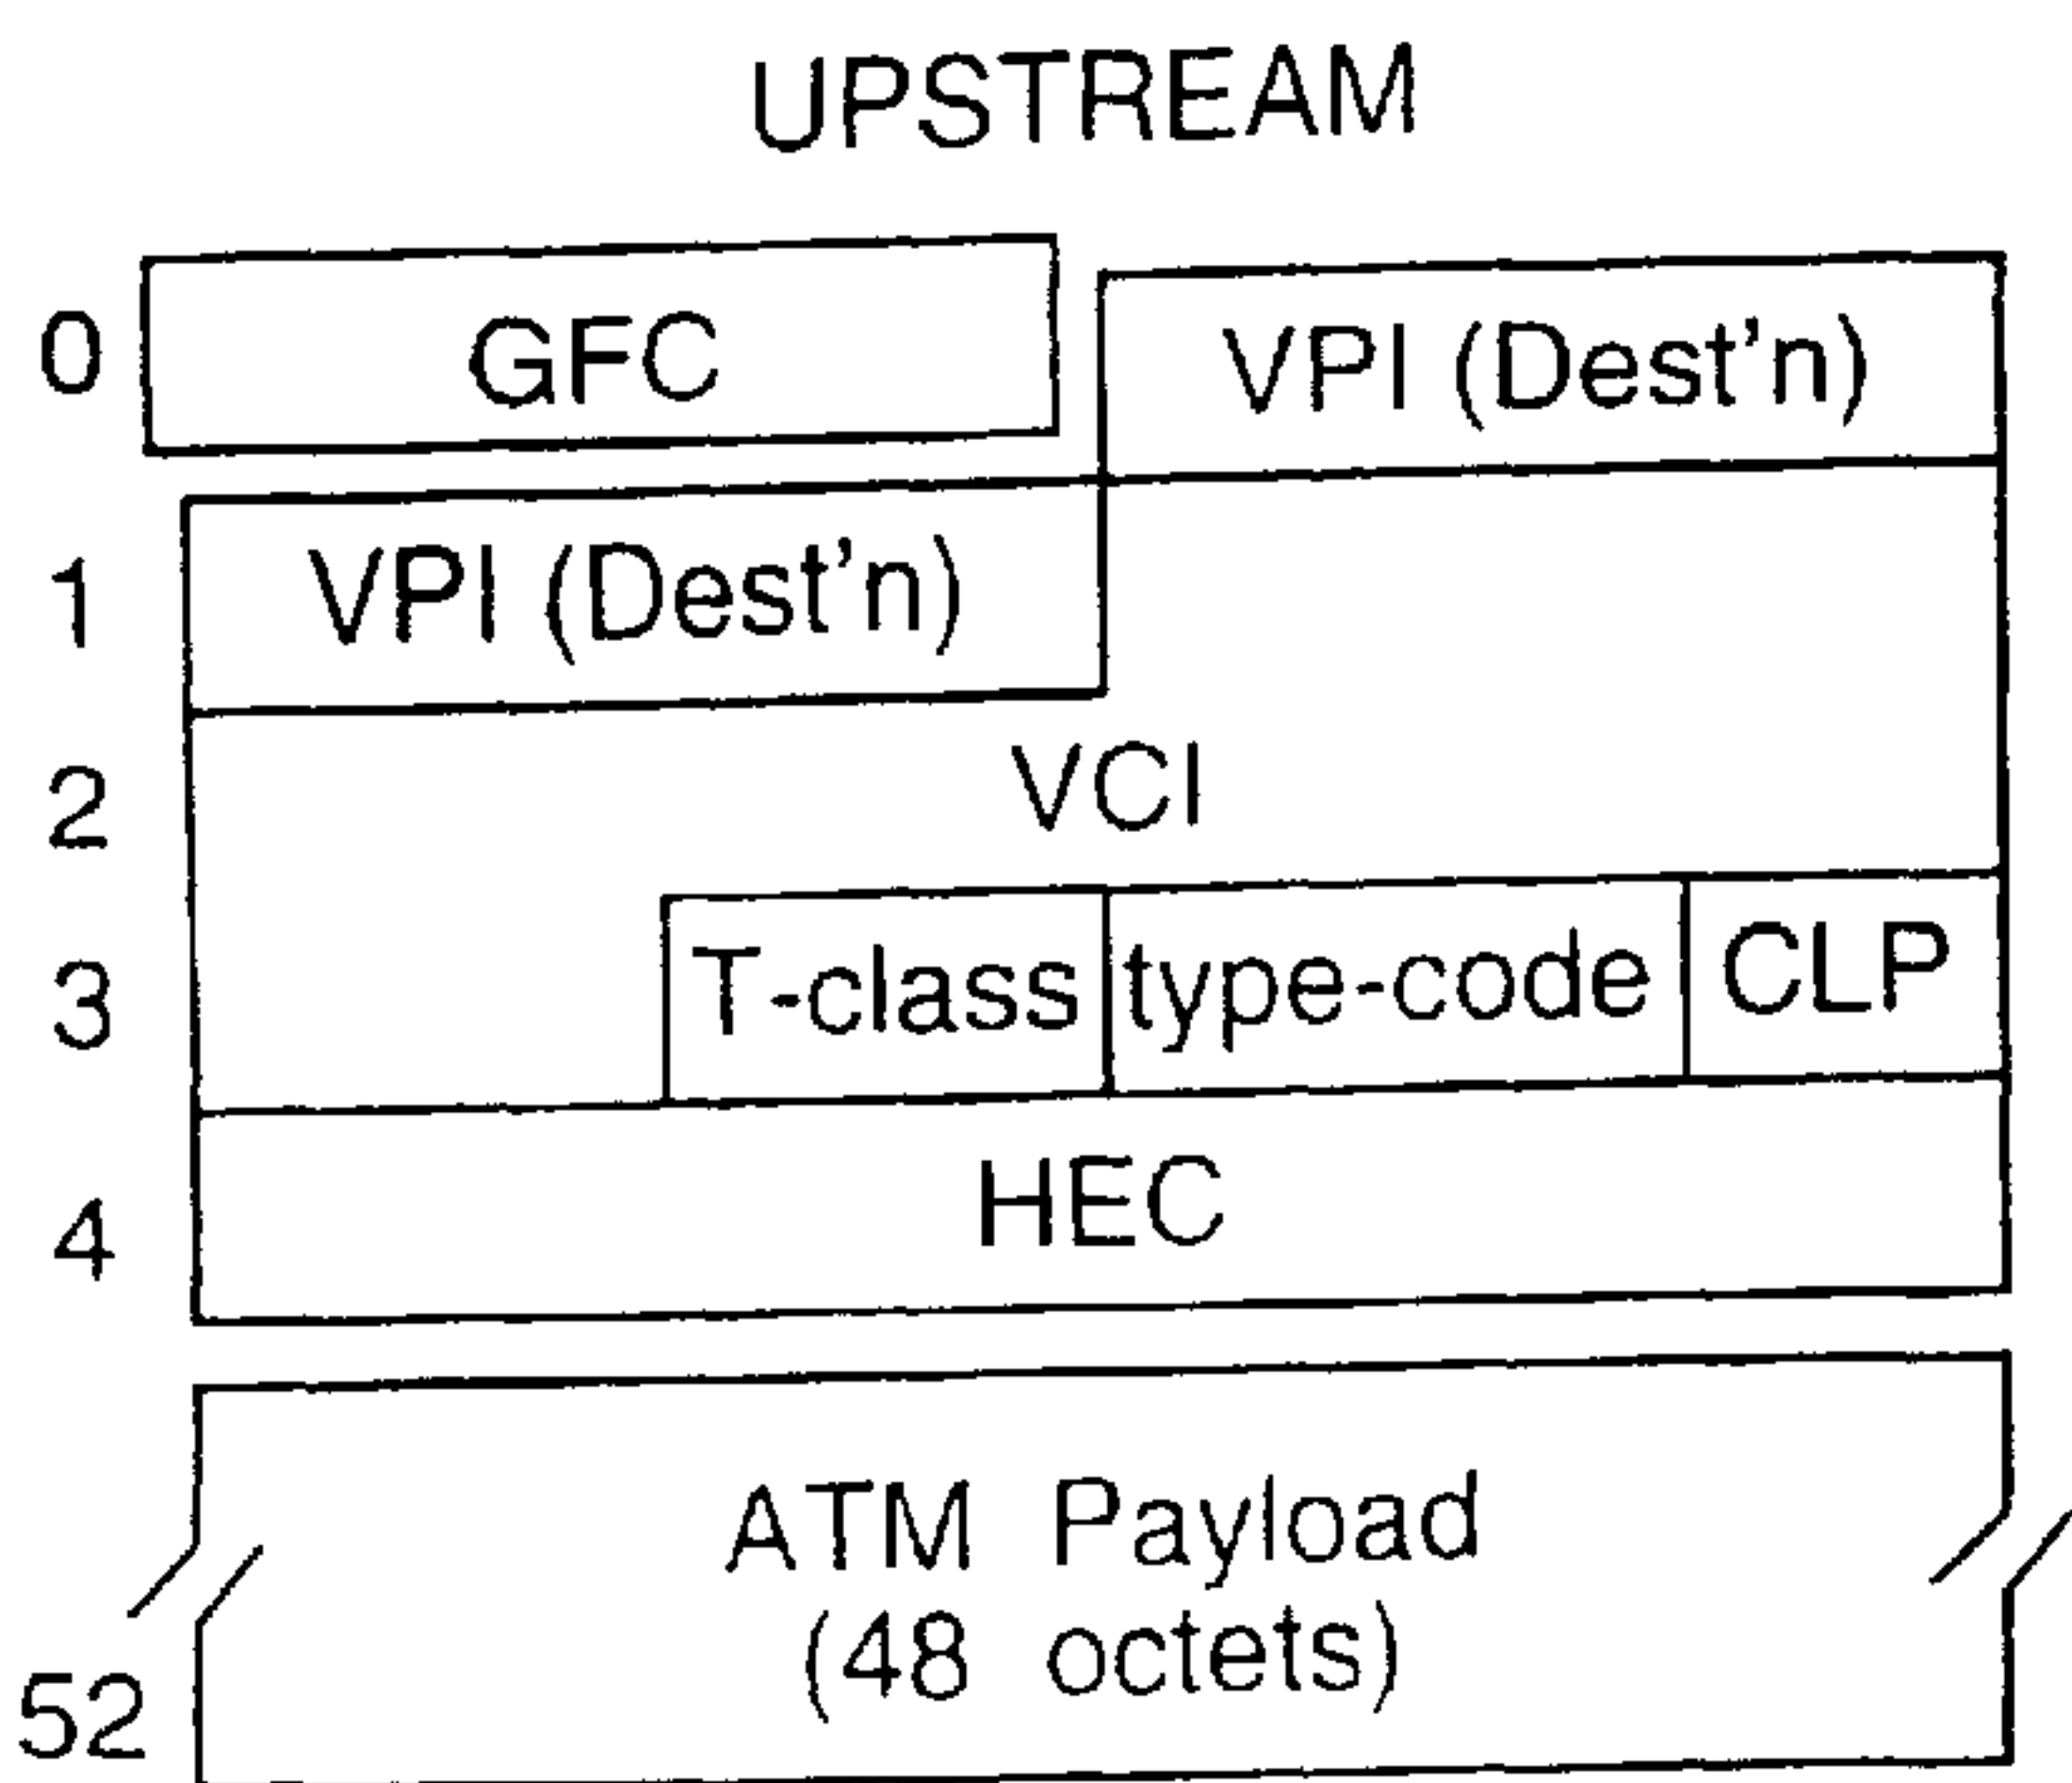 UPSTREAM
0 GFC VPI (Dest'n)
1 VPI (Dest'n)
2 VCI
3 T-class type-code CLP
4 HEC
ATM Payload
(48 octets)
52